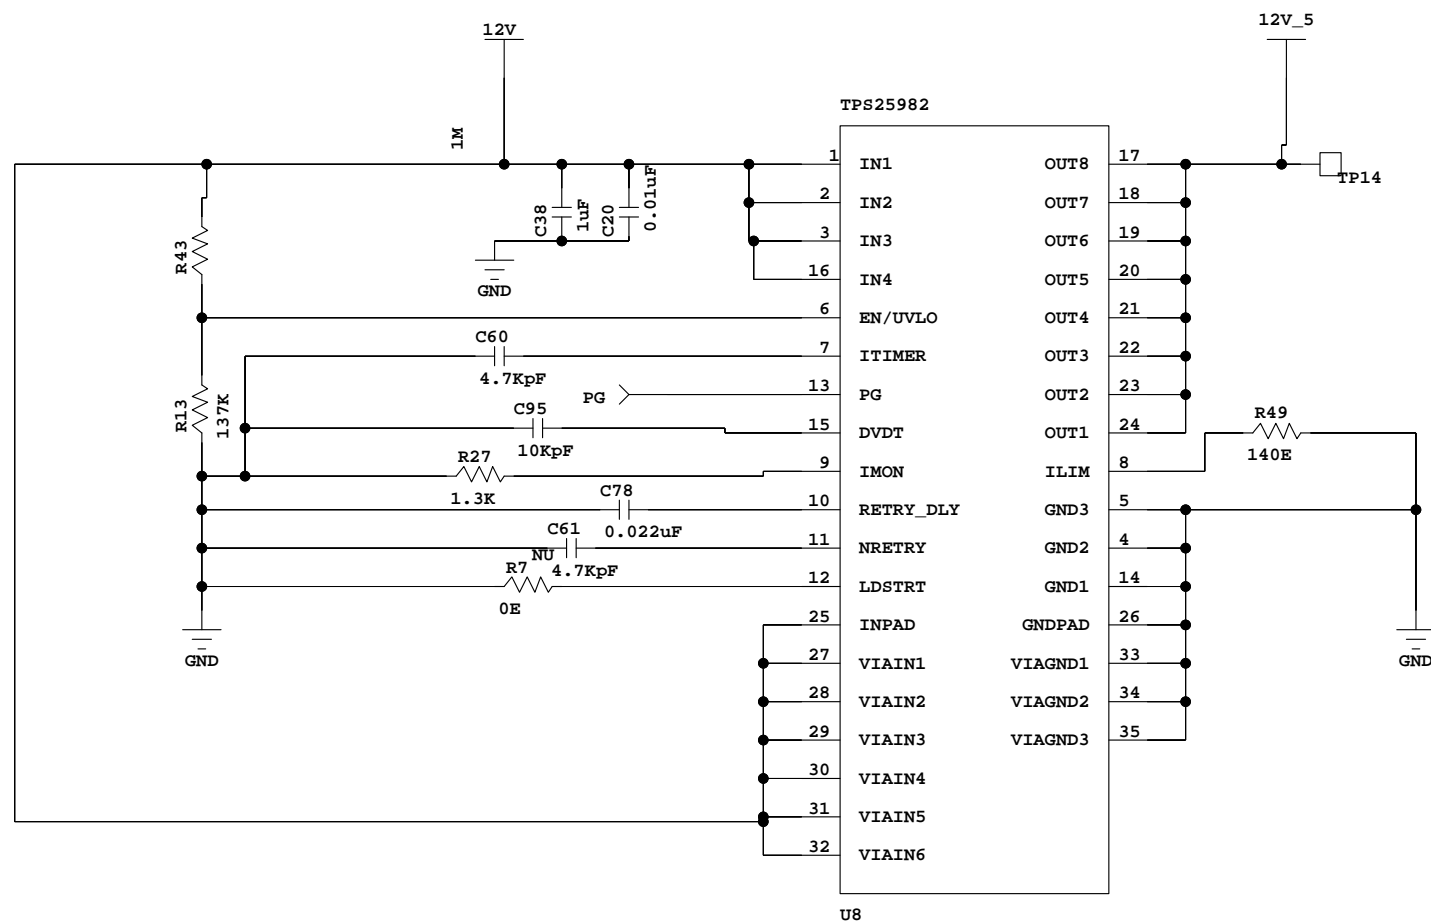 12V
12V_5
TPS25982
1M
1 IN1 OUT8 17
TP14
2 IN2 OUT7 18
C38
1uF
C20
0.01uF
3 IN3 OUT6 19
R43
16 IN4 OUT5 20
GND
6 EN/UVLO OUT4 21
C60
7 ITIMER OUT3 22
4.7KpF
PG
13 PG OUT2 23
R13
137K
C95
15 DVDT OUT1 24
R49
10KpF
140E
R27
9 IMON ILIM 8
1.3K
C78
10 RETRY_DLY GND3 5
0.022uF
C61
11 NRETRY GND2 4
NU
R7
4.7KpF
12 LDSTRT GND1 14
0E
25 INPAD GNDPAD 26
GND
27 VIAIN1 VIAGND1 33
GND
28 VIAIN2 VIAGND2 34
29 VIAIN3 VIAGND3 35
30 VIAIN4
31 VIAIN5
32 VIAIN6
U8